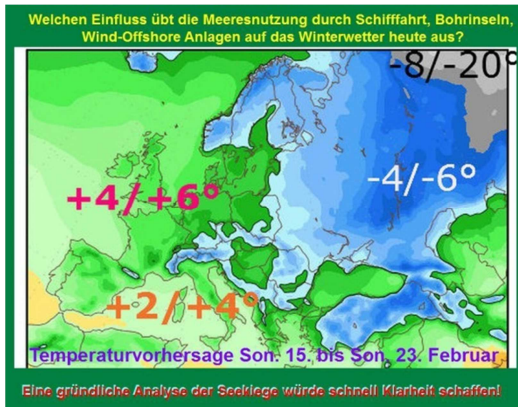 Welchen Einfluss übt die Meeresnutzung durch Schifffahrt, Bohrinseln,
Wind-Offshore Anlagen auf das Winterwetter heute aus?
-8/-20°
-4/-6°
+4/+6°
+2/+4°
Temperaturvorhersage Son. 15. bis Son. 23. Februar
Eine gründliche Analyse der Seekiege würde schnell Klarheit schaffen!